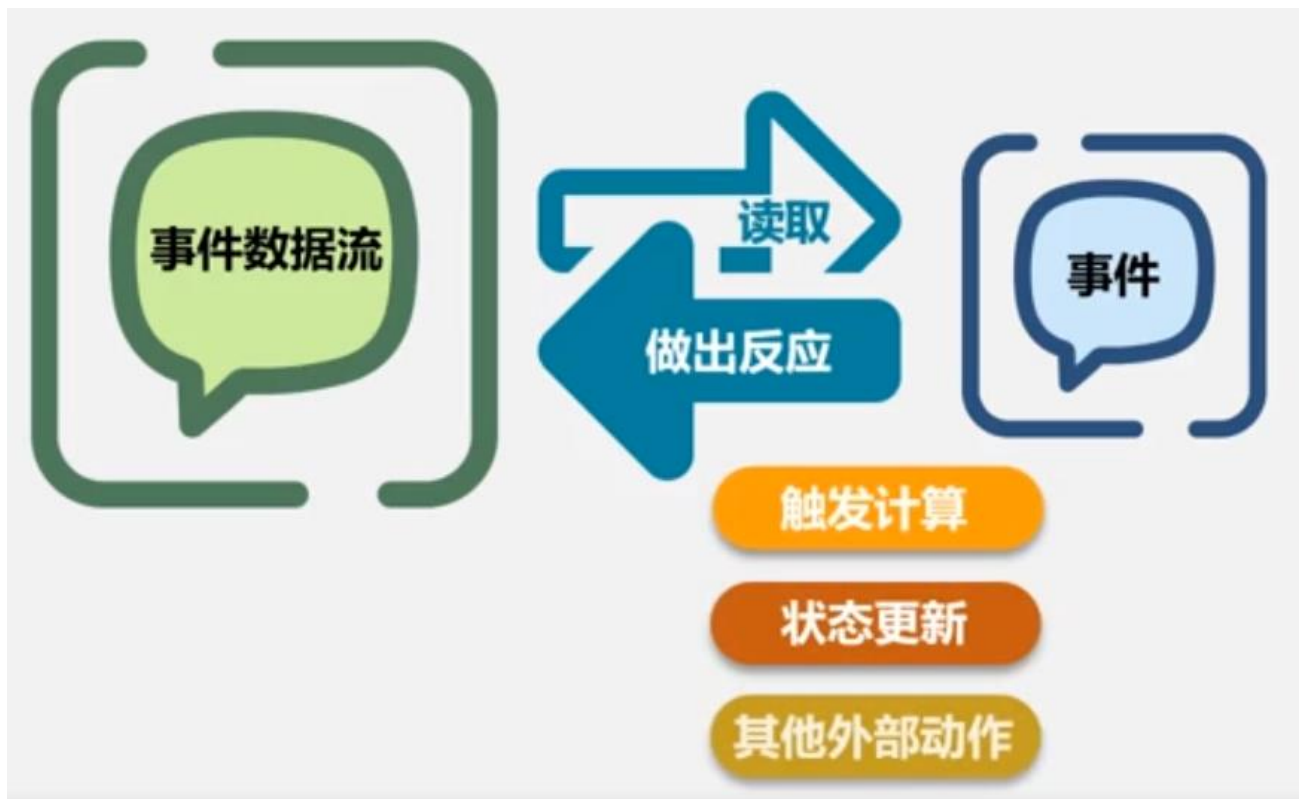 事件数据流
读取
做出反应
事件
触发计算
状态更新
其他外部动作